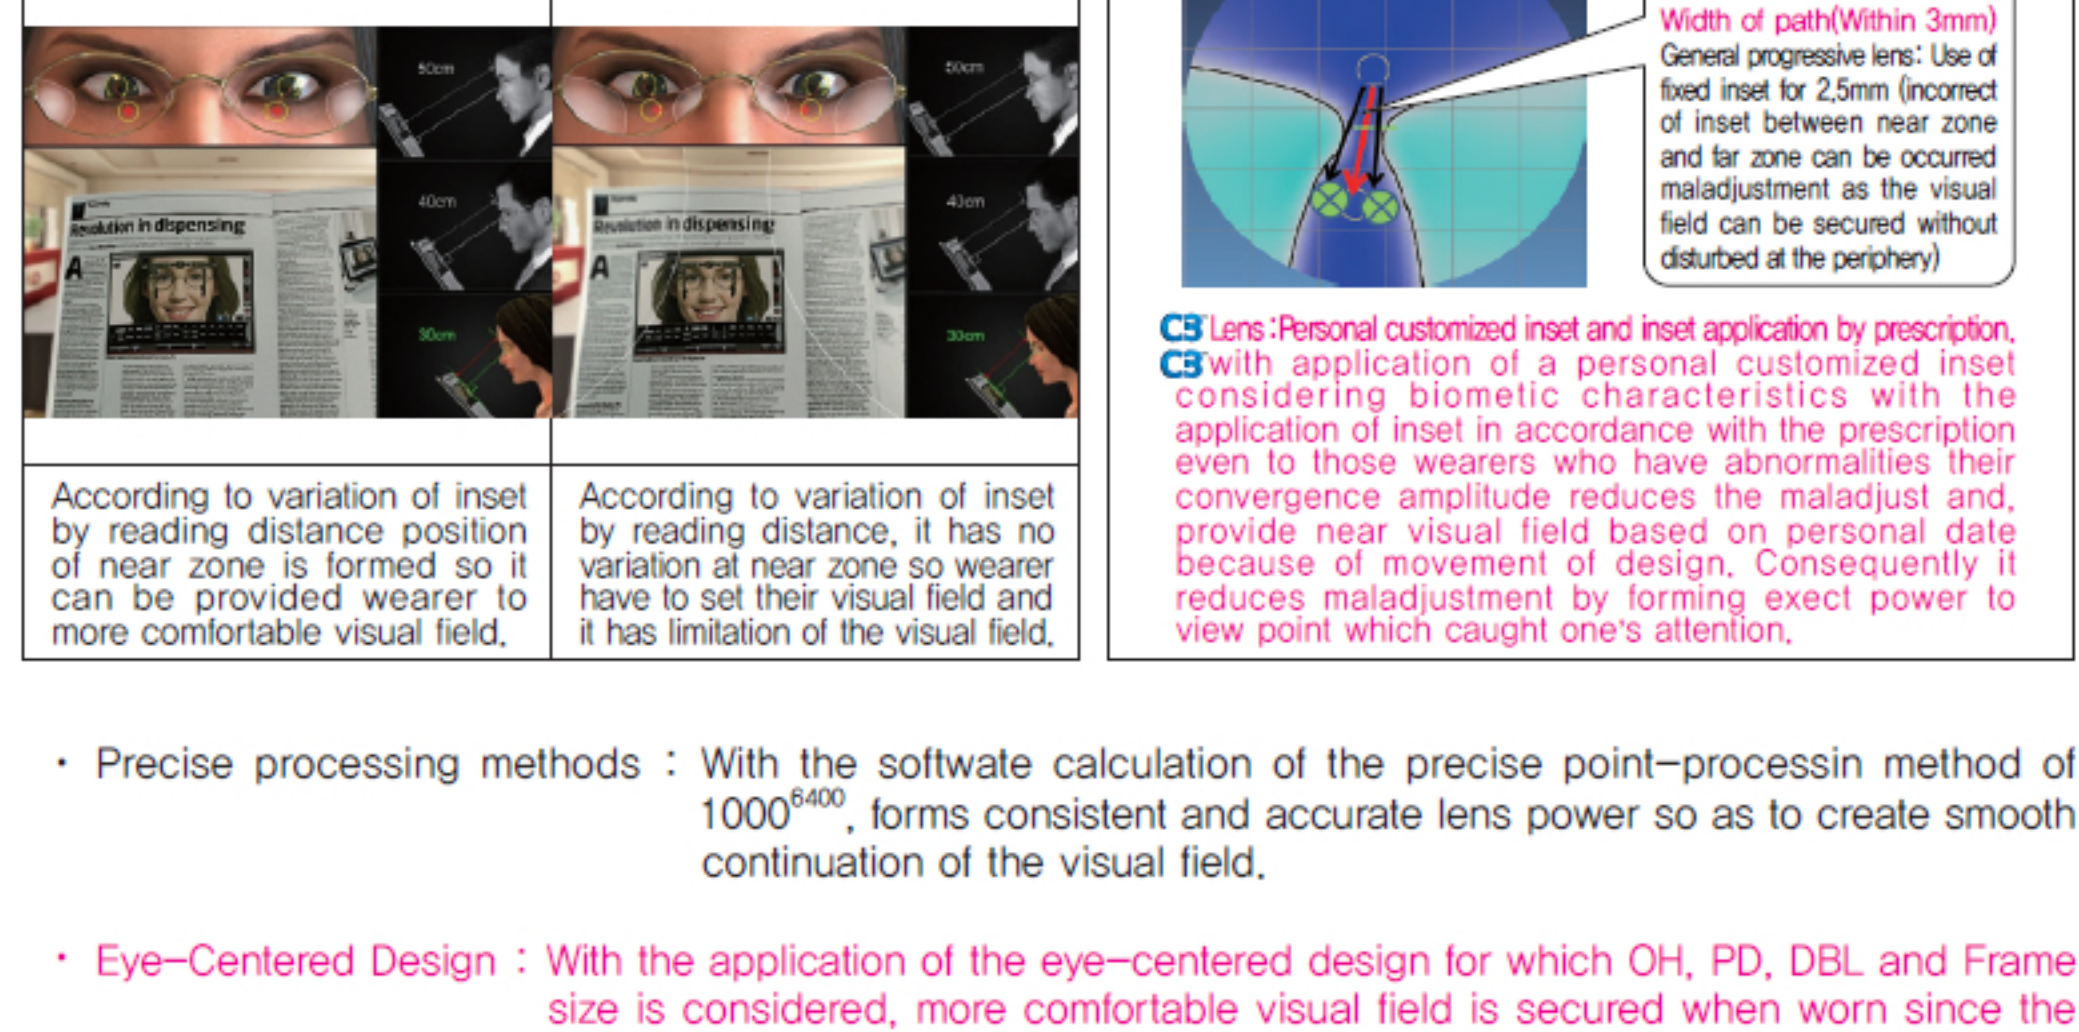 50cm
40cm
30cm
Revolution in dispensing
A
50cm
40cm
30cm
Revolution in dispensing
A
According to variation of inset
by reading distance position
of near zone is formed so it
can be provided wearer to
more comfortable visual field.
According to variation of inset
by reading distance, it has no
variation at near zone so wearer
have to set their visual field and
it has limitation of the visual field.
Width of path(Within 3mm)
General progressive lens: Use of
fixed inset for 2,5mm (incorrect
of inset between near zone
and far zone can be occurred
maladjustment as the visual
field can be secured without
disturbed at the periphery)
C3 Lens :Personal customized inset and inset application by prescription.
C3 with application of a personal customized inset
considering biometic characteristics with the
application of inset in accordance with the prescription
even to those wearers who have abnormalities their
convergence amplitude reduces the maladjust and,
provide near visual field based on personal date
because of movement of design. Consequently it
reduces maladjustment by forming exect power to
view point which caught one's attention.
· Precise processing methods : With the softwate calculation of the precise point-processin method of
1000⁶⁴⁰⁰, forms consistent and accurate lens power so as to create smooth
continuation of the visual field.
· Eye-Centered Design : With the application of the eye-centered design for which OH, PD, DBL and Frame
size is considered, more comfortable visual field is secured when worn since the